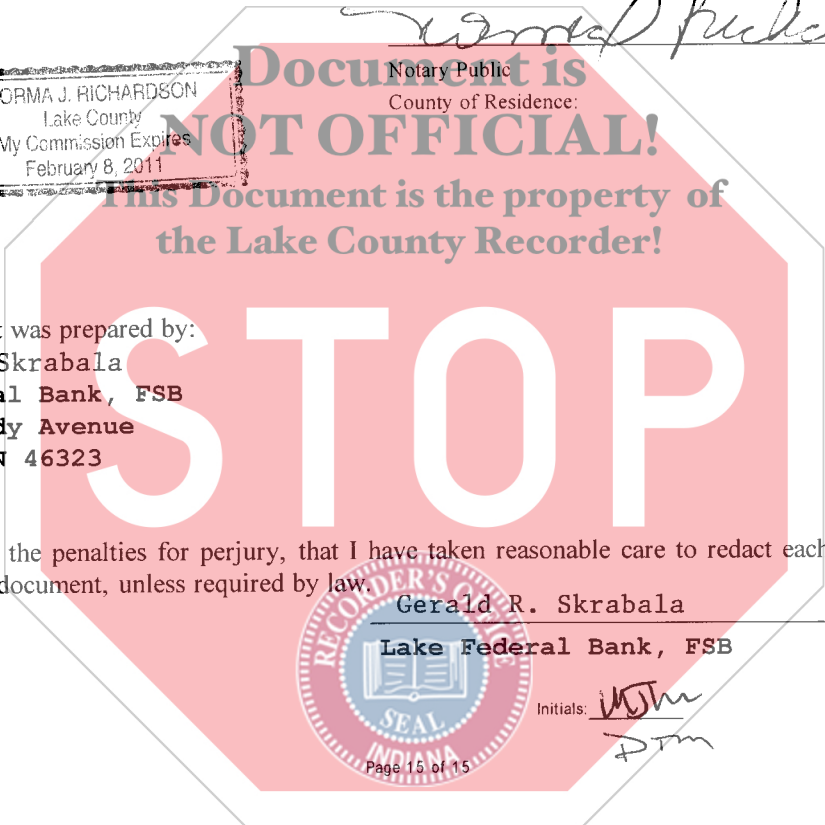 Document is
Notary Public
ORMA J. RICHARDSON
County of Residence:
Lake County
NOT OFFICIAL!
My Commission Expires
February 8, 2011
This Document is the property of
the Lake County Recorder!
STOP
t was prepared by:
Skrabala
al Bank, FSB
dy Avenue
N 46323
the penalties for perjury, that I have taken reasonable care to redact each
document, unless required by law.
Gerald R. Skrabala
Lake Federal Bank, FSB
RECORDER'S OFFICE
SEAL
INDIANA
Initials:
DTM
Page 15 of 15